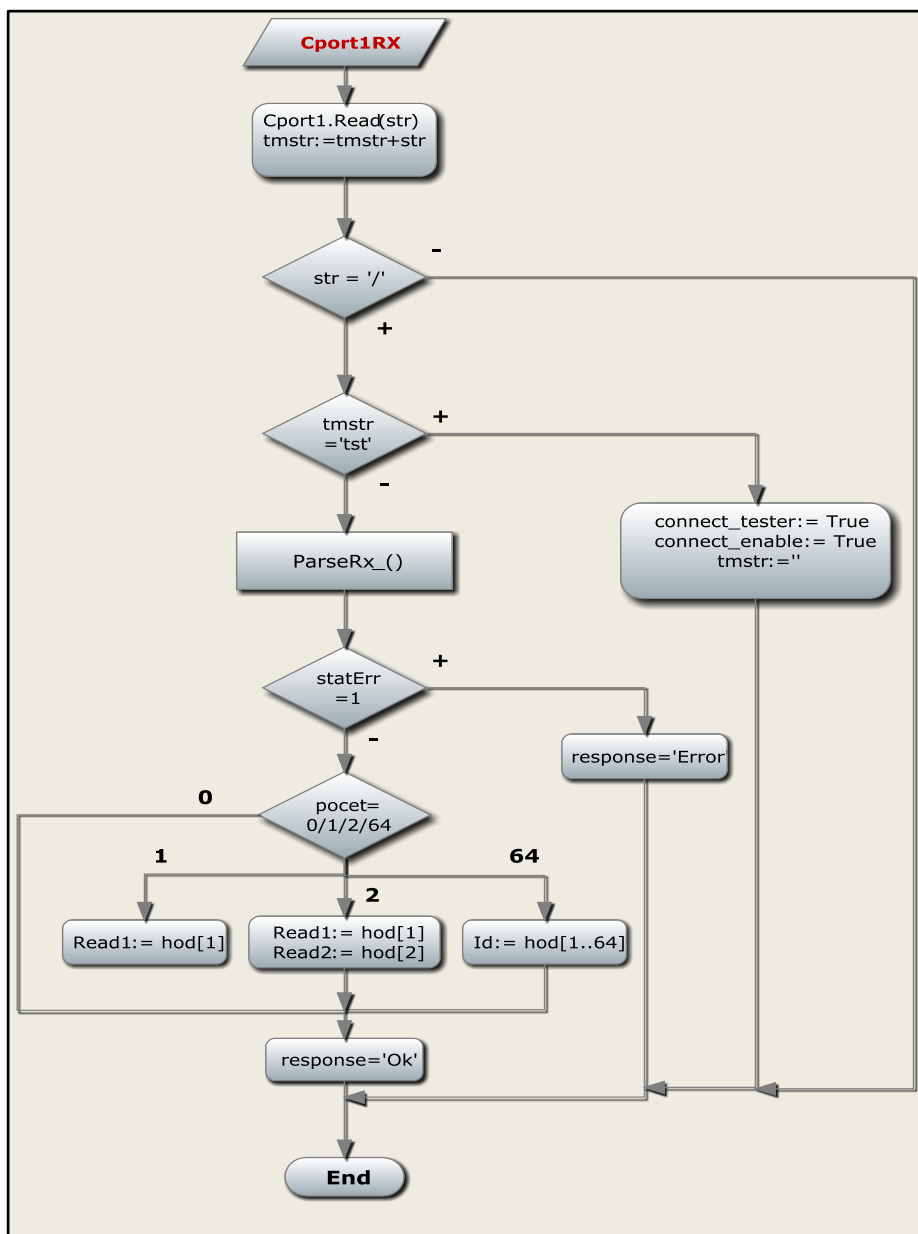 Cport1RX
Cport1.Read(str)
tmstr:=tmstr+str
-
str = '/'
+
tmstr
='tst'
+
-
connect_tester:= True
connect_enable:= True
tmstr:=''
ParseRx_()
statErr
=1
+
-
response='Error'
pocet=
0/1/2/64
0
1
2
64
Read1:= hod[1]
Read1:= hod[1]
Read2:= hod[2]
Id:= hod[1..64]
response='Ok'
End